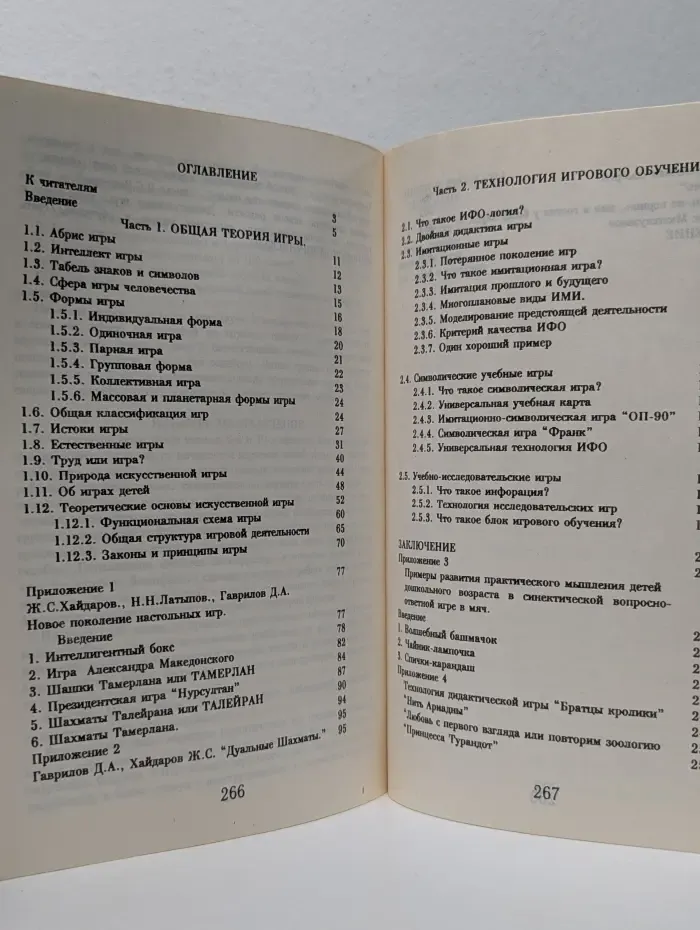 ОГЛАВЛЕНИЕ
К читателям 3
Введение 5
Часть 1. ОБЩАЯ ТЕОРИЯ ИГРЫ.
1.1. Абрис игры 11
1.2. Интеллект игры 12
1.3. Табель знаков и символов 13
1.4. Сфера игры человечества 15
1.5. Формы игры 16
1.5.1. Индивидуальная форма 18
1.5.2. Одиночная игра 20
1.5.3. Парная игра 21
1.5.4. Групповая форма 22
1.5.5. Коллективная игра 23
1.5.6. Массовая и планетарная формы игры 24
1.6. Общая классификация игр 24
1.7. Истоки игры 27
1.8. Естественные игры 31
1.9. Труд или игра? 40
1.10. Природа искусственной игры 44
1.11. Об играх детей 48
1.12. Теоретические основы искусственной игры 52
1.12.1. Функциональная схема игры 60
1.12.2. Общая структура игровой деятельности 65
1.12.3. Законы и принципы игры 70
Приложение 1 77
Ж.С.Хайдаров., Н.Н.Латыпов., Гаврилов Д.А.
Новое поколение настольных игр.
Введение 77
1. Интеллигентный бокс 78
2. Игра Александра Македонского 82
3. Шашки Тамерлана или ТАМЕРЛАН 84
4. Президентская игра "Нурсултан" 87
5. Шахматы Талейрана или ТАЛЕЙРАН 90
6. Шахматы Тамерлана. 94
Приложение 2 95
Гаврилов Д.А., Хайдаров Ж.С. "Дуальные Шахматы." 95
266
Часть 2. ТЕХНОЛОГИЯ ИГРОВОГО ОБУЧЕНИ
2.1. Что такое ИФО-логия?
2.2. Двойная дидактика игры
2.3. Имитационные игры
2.3.1. Потерянное поколение игр
2.3.2. Что такое имитационная игра?
2.3.3. Имитация прошлого и будущего
2.3.4. Многоплановые виды ИМИ.
2.3.5. Моделирование предстоящей деятельности
2.3.6. Критерий качества ИФО
2.3.7. Один хороший пример
2.4. Символические учебные игры
2.4.1. Что такое символическая игра?
2.4.2. Универсальная учебная карта
2.4.3. Имитационно-символическая игра "ОП-90"
2.4.4. Символическая игра "Франк"
2.4.5. Универсальная технология ИФО
2.5. Учебно-исследовательские игры
2.5.1. Что такое инфорация?
2.5.2. Технология исследовательских игр
2.5.3. Что такое блок игрового обучения?
ЗАКЛЮЧЕНИЕ
Приложение 3
Примеры развития практического мышления детей
дошкольного возраста в синектической вопросно-
ответной игре в мяч.
Введение
1. Волшебный башмачок
2. Чайник-лампочка
3. Спички-карандаш
Приложение 4
Технология дидактической игры "Братцы кролики"
"Нить Ариадны"
"Любовь с первого взгляда или повторим зоологию
"Принцесса Турандот"
267